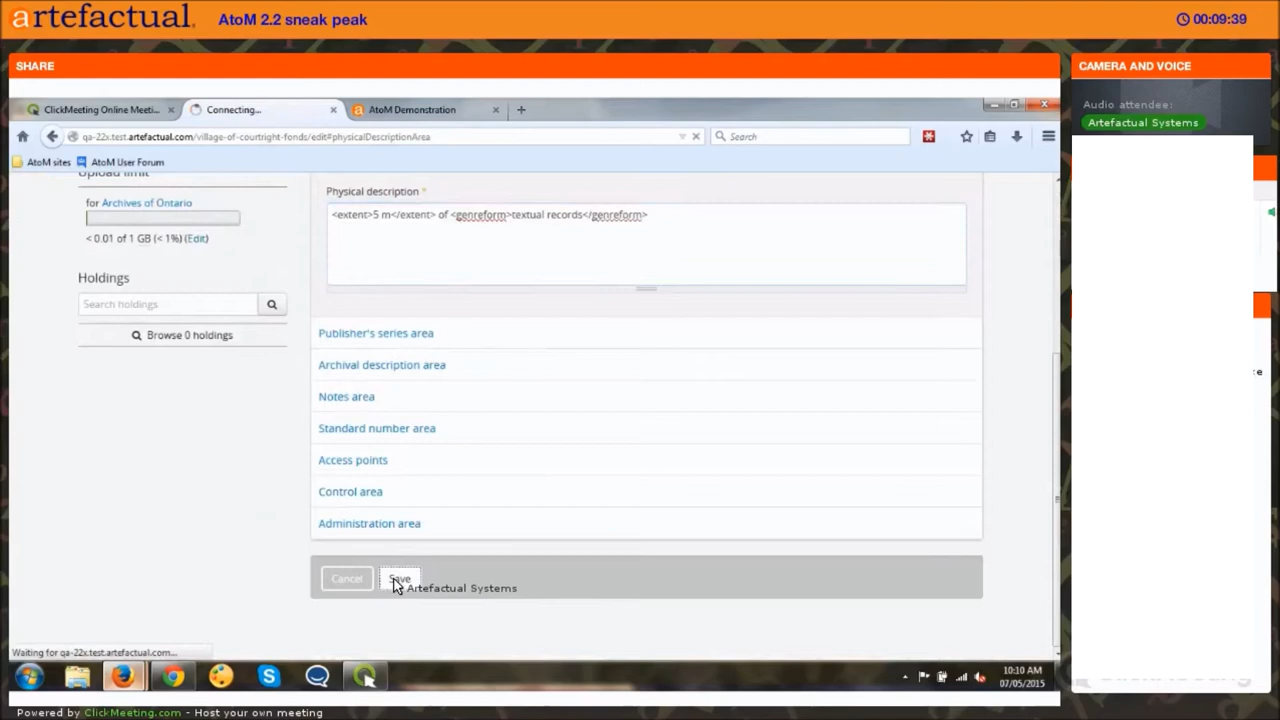 artefactual.
AtoM 2.2 sneak peak
00:09:39
SHARE
CAMERA AND VOICE
ClickMeeting Online Meeti...
Connecting...
AtoM Demonstration
Audio attendee:
Artefactual Systems
qa-22x.test.artefactual.com/village-of-courtright-fonds/edit#physicalDescriptionArea
Search
AtoM sites
AtoM User Forum
Upload limit
for Archives of Ontario
< 0.01 of 1 GB (< 1%) (Edit)
Holdings
Search holdings
Browse 0 holdings
Physical description *
<extent>5 m</extent> of <genreform>textual records</genreform>
Publisher's series area
Archival description area
Notes area
Standard number area
Access points
Control area
Administration area
Cancel
Save
Artefactual Systems
Waiting for qa-22x.test.artefactual.com...
10:10 AM
07/05/2015
Powered by ClickMeeting.com - Host your own meeting